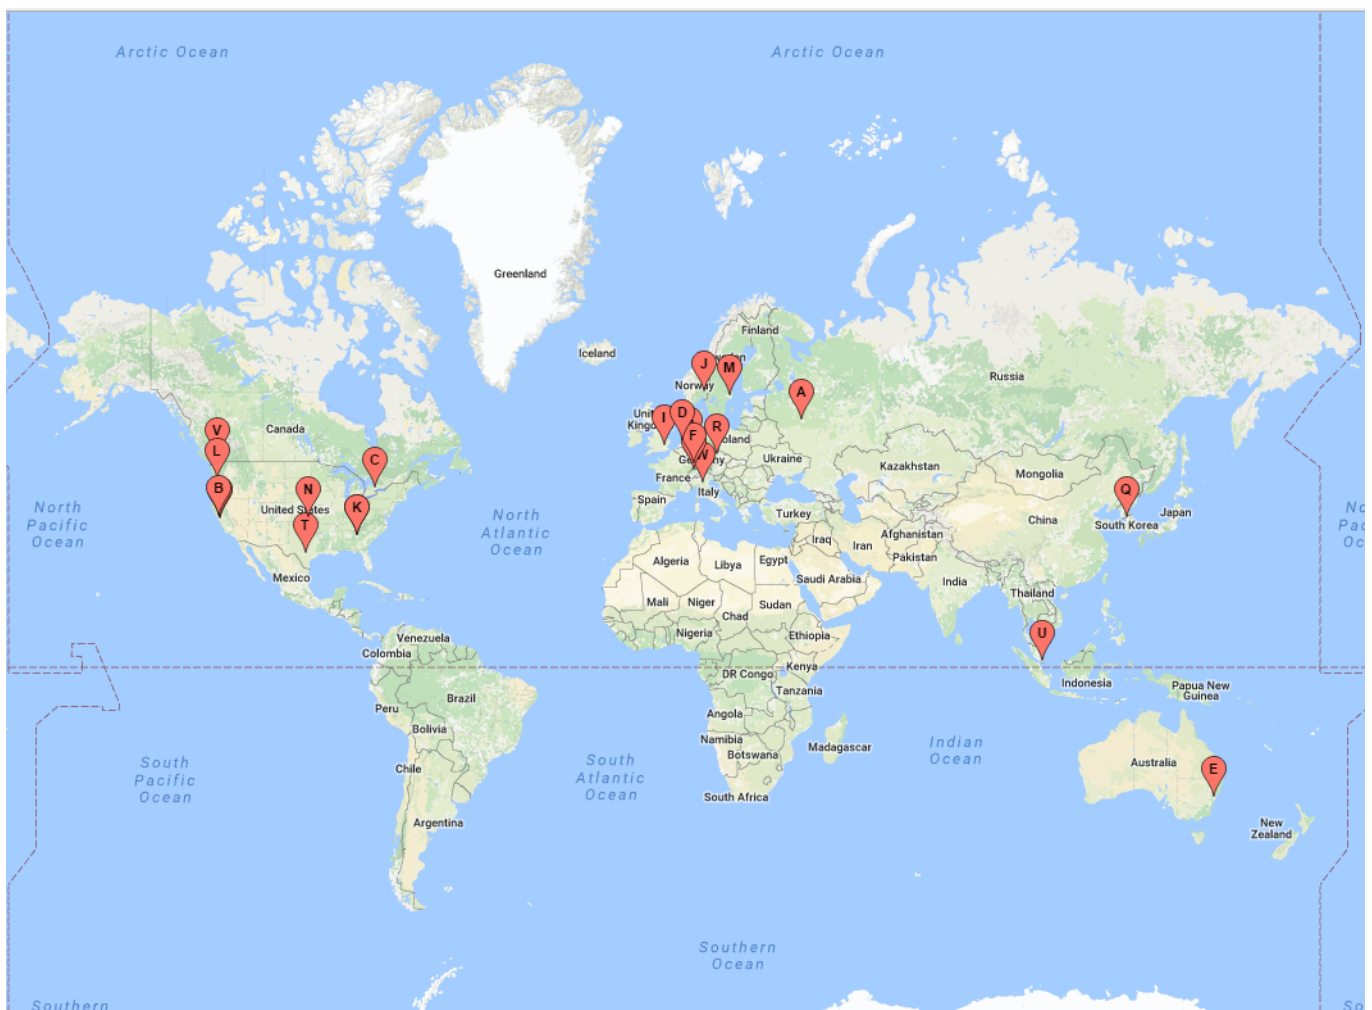 Arctic Ocean
Arctic Ocean
Greenland
Iceland
Finland
Russia
J
M
Norway
A
D
I
R
F
W
Ukraine
Kazakhstan
Mongolia
France
Italy
Spain
Turkey
V
Canada
L
C
B
N
United States
K
T
Mexico
North
Pacific
Ocean
North
Atlantic
Ocean
Q
China
South Korea
Japan
Iraq
Iran
Afghanistan
Pakistan
Algeria
Libya
Egypt
Saudi Arabia
India
Thailand
Mali
Niger
Chad
Sudan
Nigeria
Ethiopia
U
Venezuela
Colombia
DR Congo
Kenya
Tanzania
Indonesia
Papua New
Guinea
Brazil
Peru
Bolivia
Angola
Namibia
Botswana
Madagascar
South
Pacific
Ocean
South
Atlantic
Ocean
Indian
Ocean
Australia
E
Chile
South Africa
Argentina
New
Zealand
Southern
Ocean
Southern